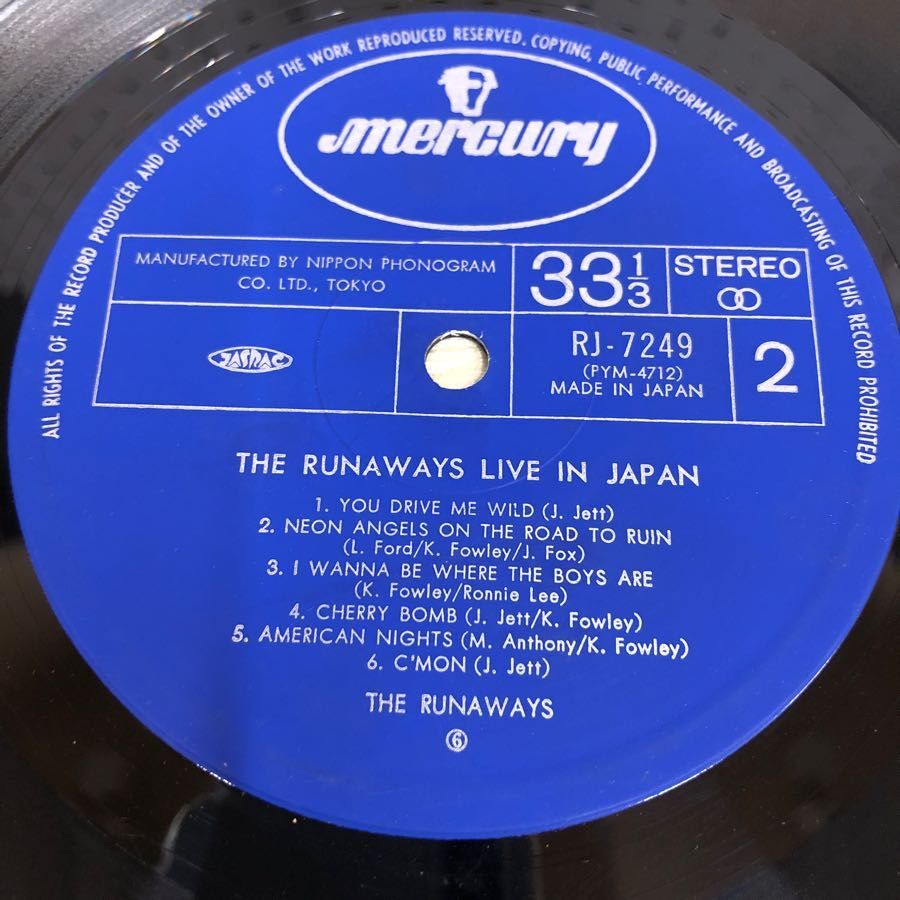 ALL RIGHTS OF THE RECORD PRODUCER AND OF THE OWNER OF THE WORK REPRODUCED RESERVED. COPYING, PUBLIC PERFORMANCE AND BROADCASTING OF THIS RECORD PROHIBITED
mercury
MANUFACTURED BY NIPPON PHONOGRAM
CO. LTD., TOKYO
33 1/3
STEREO
JASRAC
RJ-7249
(PYM-4712)
MADE IN JAPAN
2
THE RUNAWAYS LIVE IN JAPAN
1. YOU DRIVE ME WILD (J. Jett)
2. NEON ANGELS ON THE ROAD TO RUIN
(L. Ford/K. Fowley/J. Fox)
3. I WANNA BE WHERE THE BOYS ARE
(K. Fowley/Ronnie Lee)
4. CHERRY BOMB (J. Jett/K. Fowley)
5. AMERICAN NIGHTS (M. Anthony/K. Fowley)
6. C'MON (J. Jett)
THE RUNAWAYS
⑥